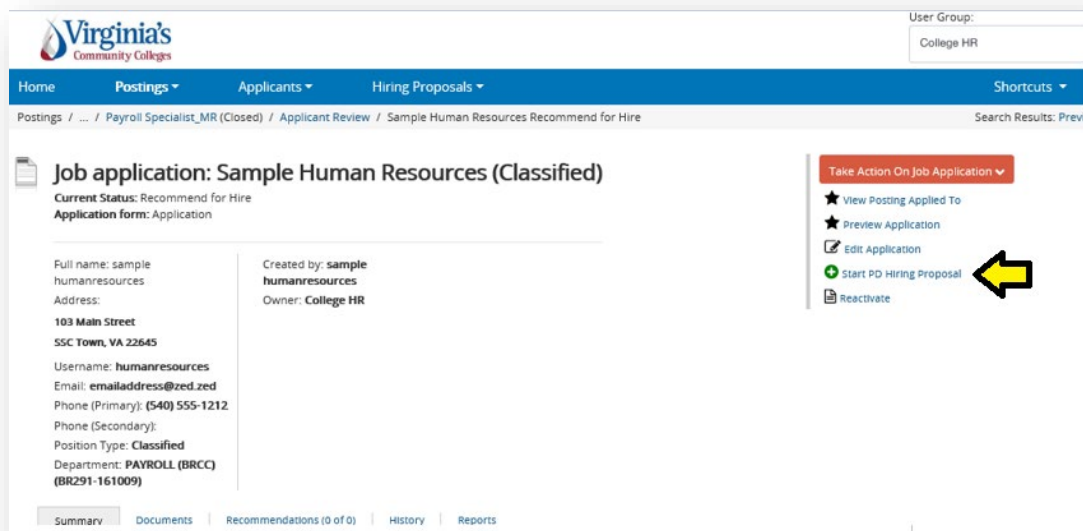 Virginia's
Community Colleges
User Group:
College HR
Home Postings Applicants Hiring Proposals Shortcuts
Postings / ... / Payroll Specialist_MR (Closed) / Applicant Review / Sample Human Resources Recommend for Hire Search Results: Prev
Job application: Sample Human Resources (Classified)
Current Status: Recommend for Hire
Application form: Application
Full name: sample
humanresources
Address:
103 Main Street
SSC Town, VA 22645
Username: humanresources
Email: emailaddress@zed.zed
Phone (Primary): (540) 555-1212
Phone (Secondary):
Position Type: Classified
Department: PAYROLL (BRCC)
(BR291-161009)
Created by: sample
humanresources
Owner: College HR
Take Action On Job Application
View Posting Applied To
Preview Application
Edit Application
Start PD Hiring Proposal
Reactivate
Summary Documents Recommendations (0 of 0) History Reports